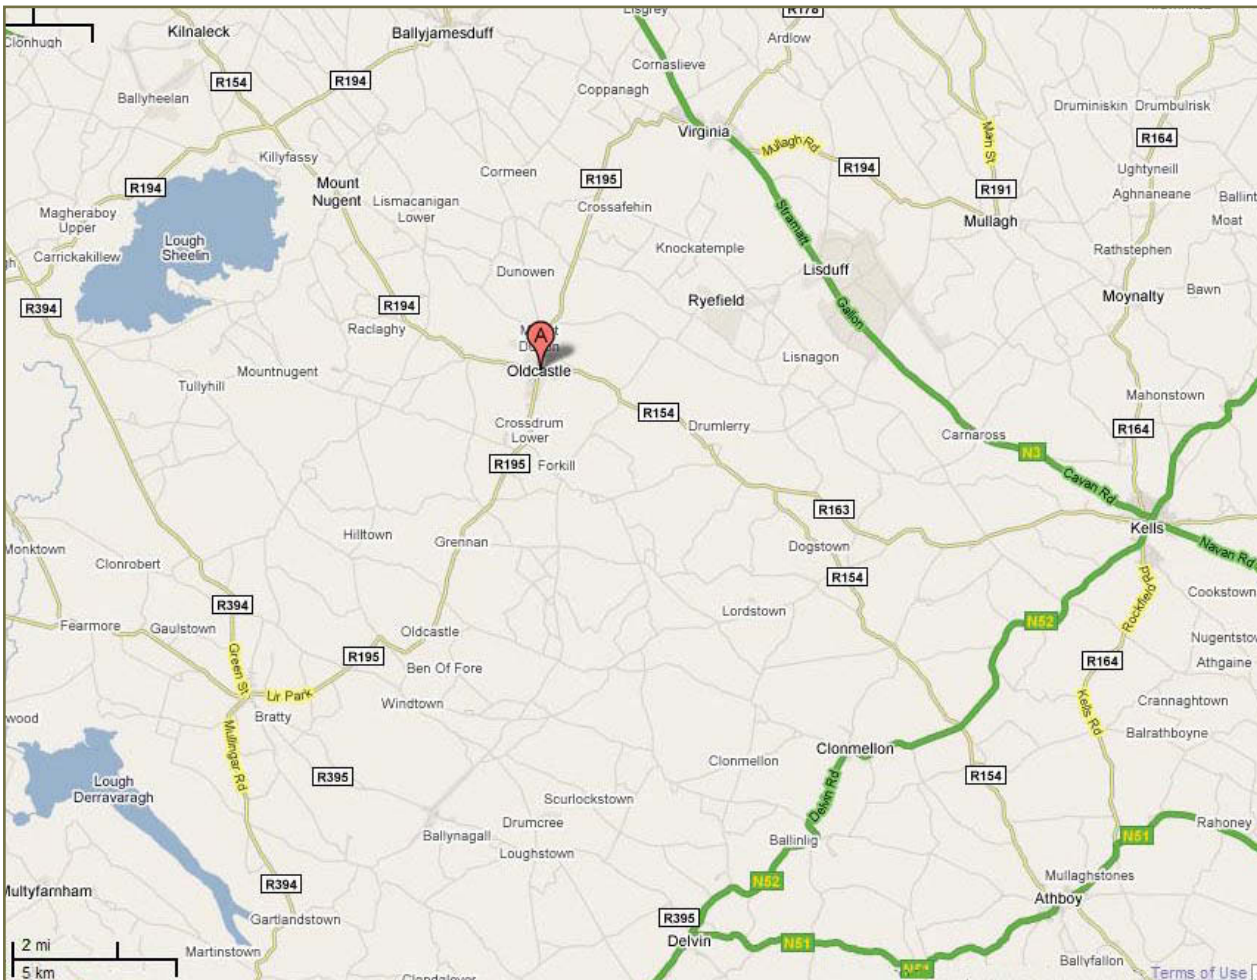 Lisgrey
R178
Clonhugh
Kilnaleck
Ballyjamesduff
Ardlow
Cornaslieve
R154
R194
Coppanagh
Ballyheelan
Druminiskin
Drumbulrisk
Virginia
Mullagh Rd
Main St
R164
Killyfassy
R194
R195
Cormeen
R194
R191
Ughtyneill
Aghnaneane
Mount
Nugent
Lismacanigan
Lower
Crossafehin
Mullagh
Magheraboy
Upper
Stramatt
Lough
Sheelin
Carrickakillew
Knockatemple
Rathstephen
Moat
Dunowen
Lisduff
Ryefield
Moynalty
Bawn
R394
R194
Gallon
Raclaghy
A
Lisnagon
Oldcastle
Mountnugent
Tullyhill
Mahonstown
Crossdrum
Lower
R154
Drumlerry
Carnaross
R164
R195
Forkill
N3
Cavan Rd
R163
Kells
Navan Rd
Hilltown
Grennan
Dogstown
Monktown
Clonrobert
R154
Rockfield Rd
Cookstown
R394
Lordstown
N52
Fearmore
Gaulstown
Oldcastle
R195
Ben Of Fore
R164
Athgaine
Green St
Lir Park
Bratty
Windtown
Kells Rd
Crannaghtown
Balrathboyne
Mullingar Rd
Clonmellon
Clonmellon
R154
R395
Lough
Derravaragh
Delvin Rd
Scurlockstown
Drumcree
Ballynagall
Loughstown
Ballinlig
N51
Rahoney
R394
N52
Mullaghstones
Athboy
Multyfarnham
Gartlandstown
R395
Delvin
N51
Martinstown
2 mi
5 km
N51
Ballyfallon
Terms of Use